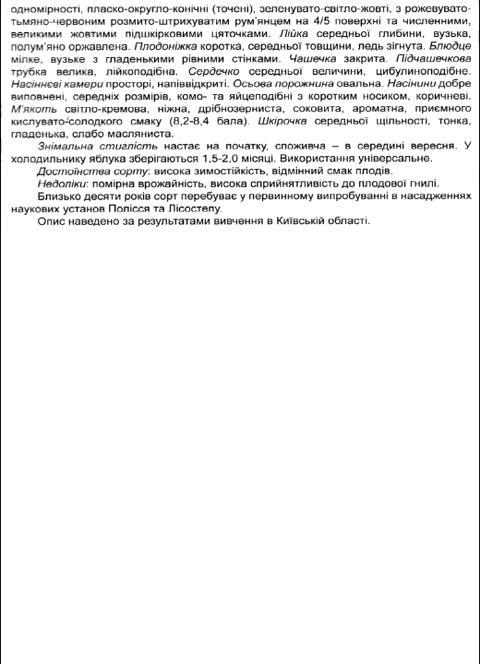 одномірності, пласко-округло-конічні (точені), зеленувато-світло-жовті, з рожевувато-
тьмяно-червоним розмито-штрихуватим рум'янцем на 4/5 поверхні та численними,
великими жовтими підшкірковими цяточками. Лійка середньої глибини, вузька,
полум'яно оржавлена. Плодоніжка коротка, середньої товщини, ледь зігнута. Блюдце
мілке, вузьке з гладенькими рівними стінками. Чашечка закрита. Підчашечкова
трубка велика, лійкоподібна. Сердечко середньої величини, цибулиноподібне.
Насіннєві камери просторі, напіввідкриті. Осьова порожнина овальна. Насінини добре
виповнені, середніх розмірів, комо- та яйцеподібні з коротким носиком, коричневі.
М'якоть світло-кремова, ніжна, дрібнозерниста, соковита, ароматна, приємного
кислувато-солодкого смаку (8,2-8,4 бала). Шкірочка середньої щільності, тонка,
гладенька, слабо масляниста.
Знімальна стиглість настає на початку, споживча – в середині вересня. У
холодильнику яблука зберігаються 1,5-2,0 місяці. Використання універсальне.
Достоїнства сорту: висока зимостійкість, відмінний смак плодів.
Недоліки: помірна врожайність, висока сприйнятливість до плодової гнилі.
Близько десяти років сорт перебуває у первинному випробуванні в насадженнях
наукових установ Полісся та Лісостепу.
Опис наведено за результатами вивчення в Київській області.